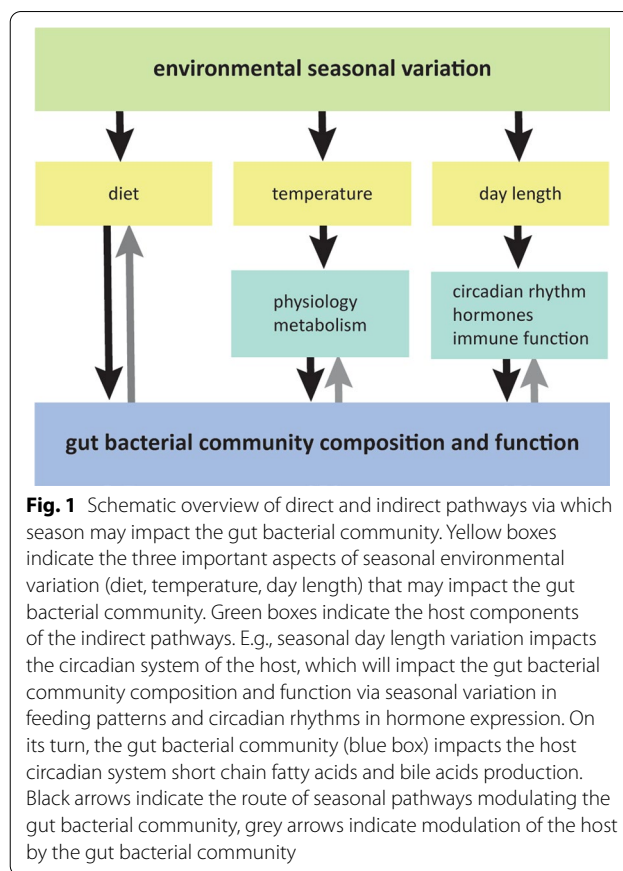 environmental seasonal variation
diet
temperature
day length
physiology
metabolism
circadian rhythm
hormones
immune function
gut bacterial community composition and function
Fig. 1 Schematic overview of direct and indirect pathways via which
season may impact the gut bacterial community. Yellow boxes
indicate the three important aspects of seasonal environmental
variation (diet, temperature, day length) that may impact the gut
bacterial community. Green boxes indicate the host components
of the indirect pathways. E.g., seasonal day length variation impacts
the circadian system of the host, which will impact the gut bacterial
community composition and function via seasonal variation in
feeding patterns and circadian rhythms in hormone expression. On
its turn, the gut bacterial community (blue box) impacts the host
circadian system short chain fatty acids and bile acids production.
Black arrows indicate the route of seasonal pathways modulating the
gut bacterial community, grey arrows indicate modulation of the host
by the gut bacterial community